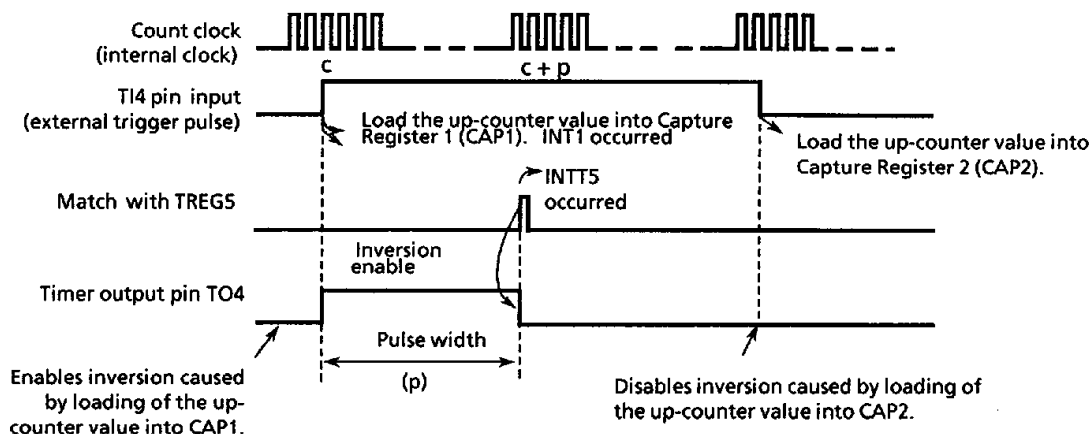 Count clock
(internal clock)
c
c + p
TI4 pin input
(external trigger pulse)
Load the up-counter value into Capture
Register 1 (CAP1). INT1 occurred
Load the up-counter value into
Capture Register 2 (CAP2).
INTT5
occurred
Match with TREG5
Inversion
enable
Timer output pin TO4
Pulse width
(p)
Enables inversion caused
by loading of the up-
counter value into CAP1.
Disables inversion caused by loading of
the up-counter value into CAP2.